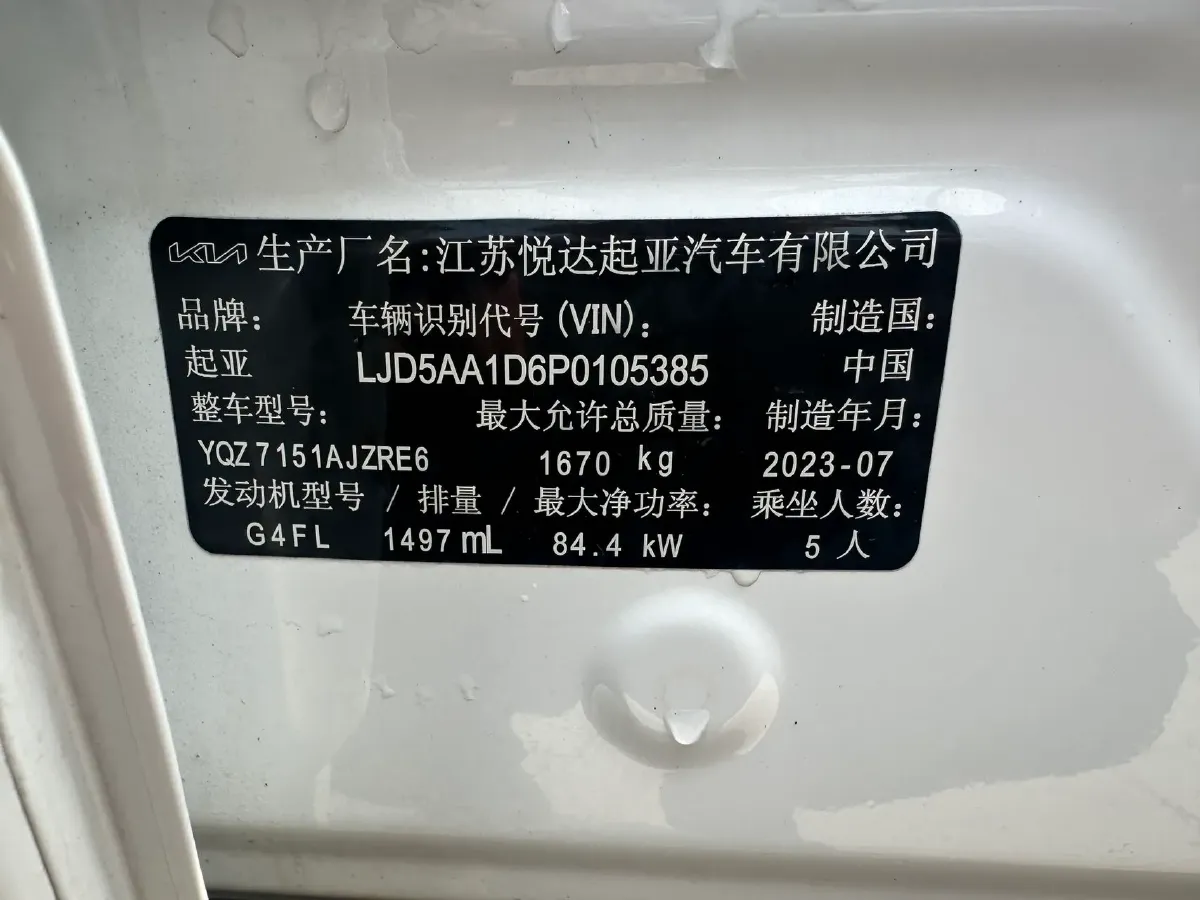 KIA 生产厂名:江苏悦达起亚汽车有限公司
品牌: 车辆识别代号(VIN): 制造国:
起亚 LJD5AA1D6P0105385 中国
整车型号: 最大允许总质量: 制造年月:
YQZ7151AJZRE6 1670 kg 2023-07
发动机型号 / 排量 / 最大净功率: 乘坐人数:
G4FL 1497 mL 84.4 kW 5 人